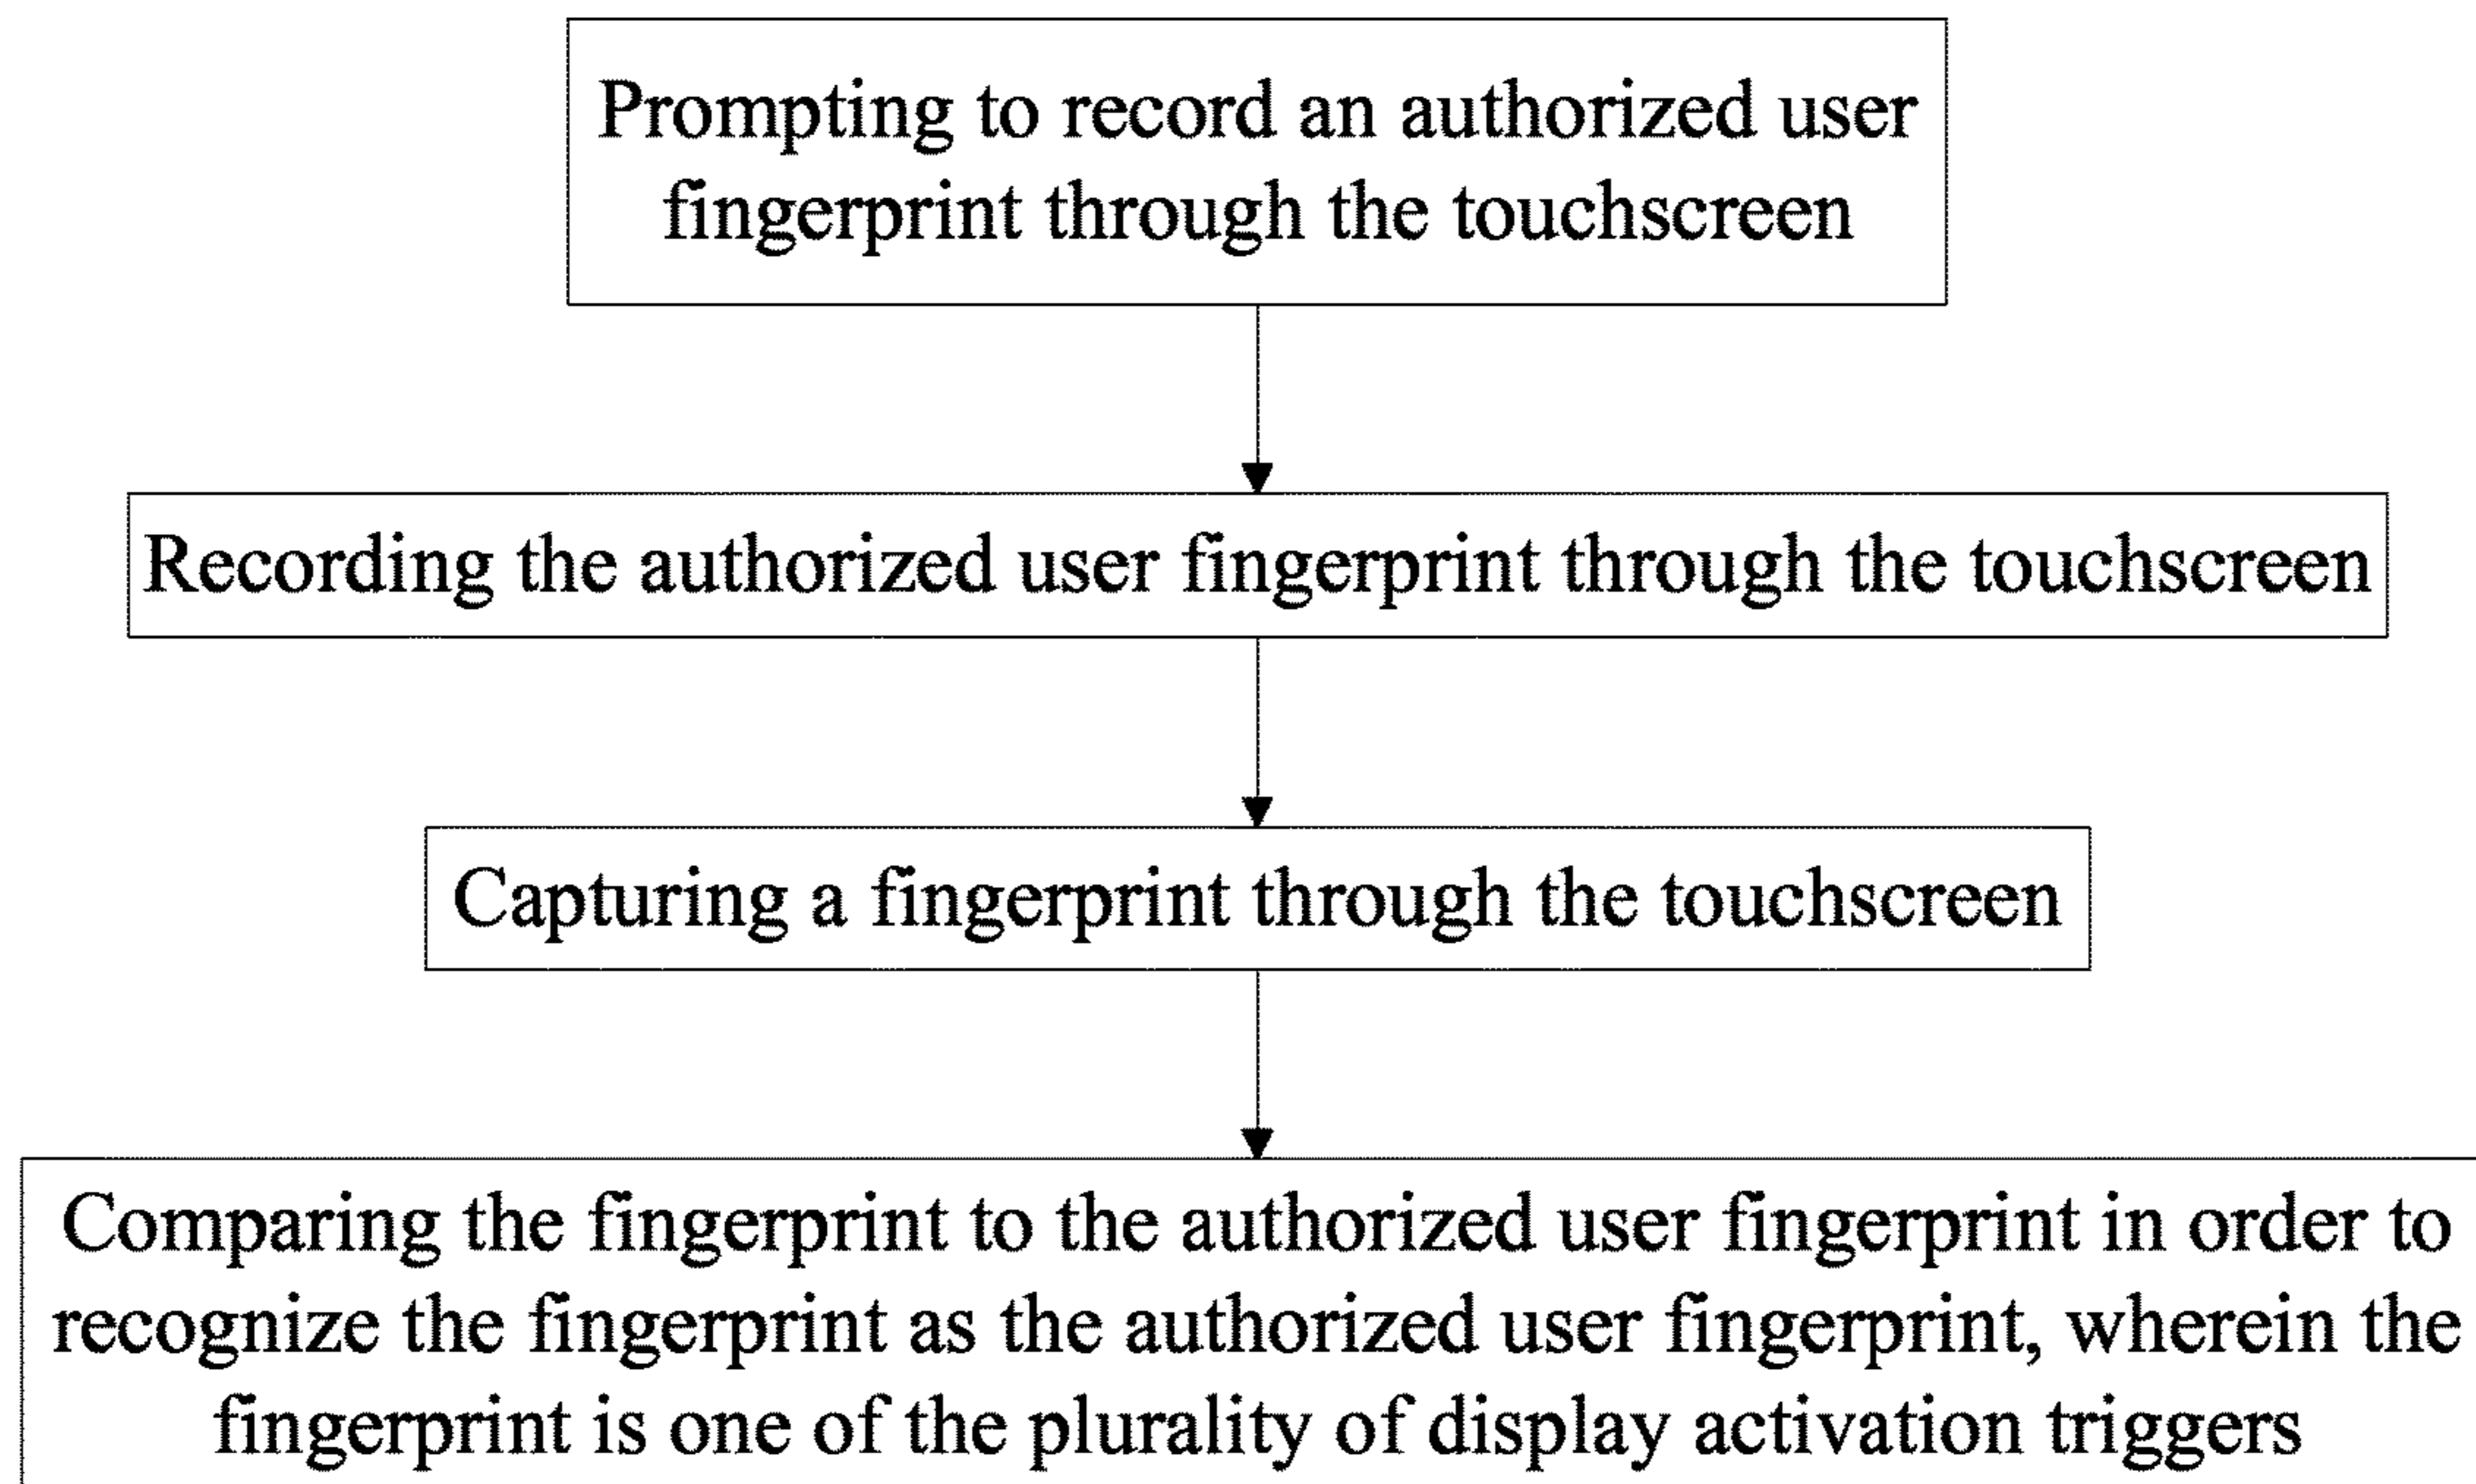 Prompting to record an authorized user
fingerprint through the touchscreen
Recording the authorized user fingerprint through the touchscreen
Capturing a fingerprint through the touchscreen
Comparing the fingerprint to the authorized user fingerprint in order to
recognize the fingerprint as the authorized user fingerprint, wherein the
fingerprint is one of the plurality of display activation triggers